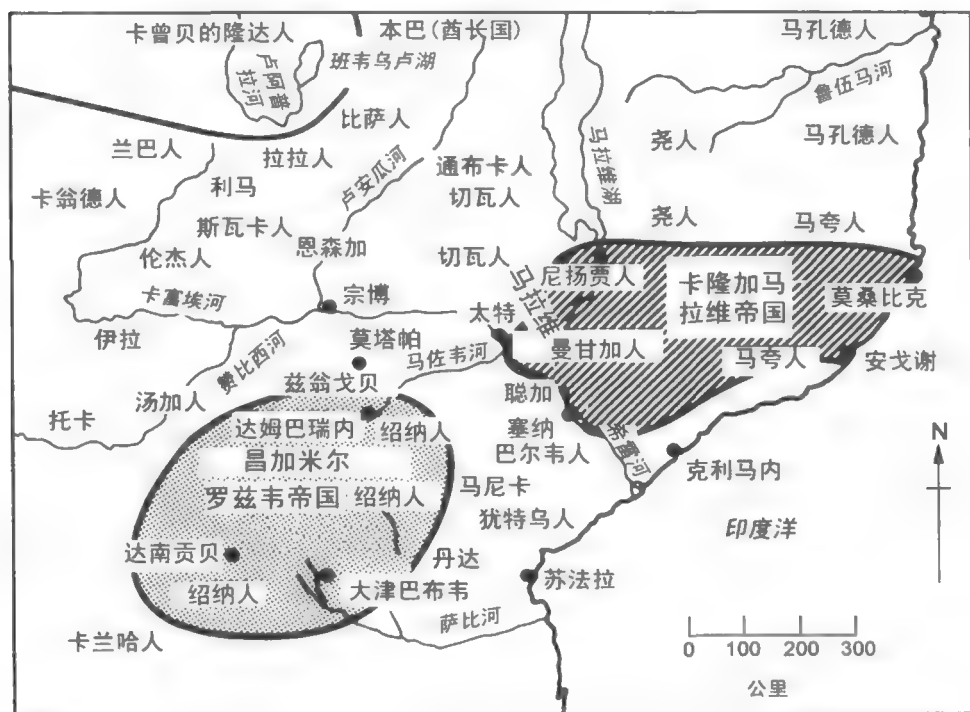 卡曾贝的隆达人
本巴(酋长国)
马孔德人
卢阿普拉河
班韦乌卢湖
鲁伍马河
比萨人
兰巴人
拉拉人
尧人
马孔德人
卢安瓜河
通布卡人
马拉维湖
卡翁德人
利马
切瓦人
斯瓦卡人
尧人
马夸人
恩森加
伦杰人
切瓦人
马拉维
尼扬贾人
卡隆加马
拉维帝国
莫桑比克
卡富埃河
宗博
太特
伊拉
莫塔帕
马佐韦河
曼甘加人
马夸人
安戈谢
赞比西河
兹翁戈贝
汤加人
聪加
托卡
达姆巴瑞内
绍纳人
塞纳
希雷河
N
昌加米尔
巴尔韦人
克利马内
罗兹韦帝国
绍纳人
马尼卡
犹特乌人
印度洋
达南贡贝
丹达
绍纳人
大津巴布韦
苏法拉
萨比河
卡兰哈人
0 100 200 300
公里